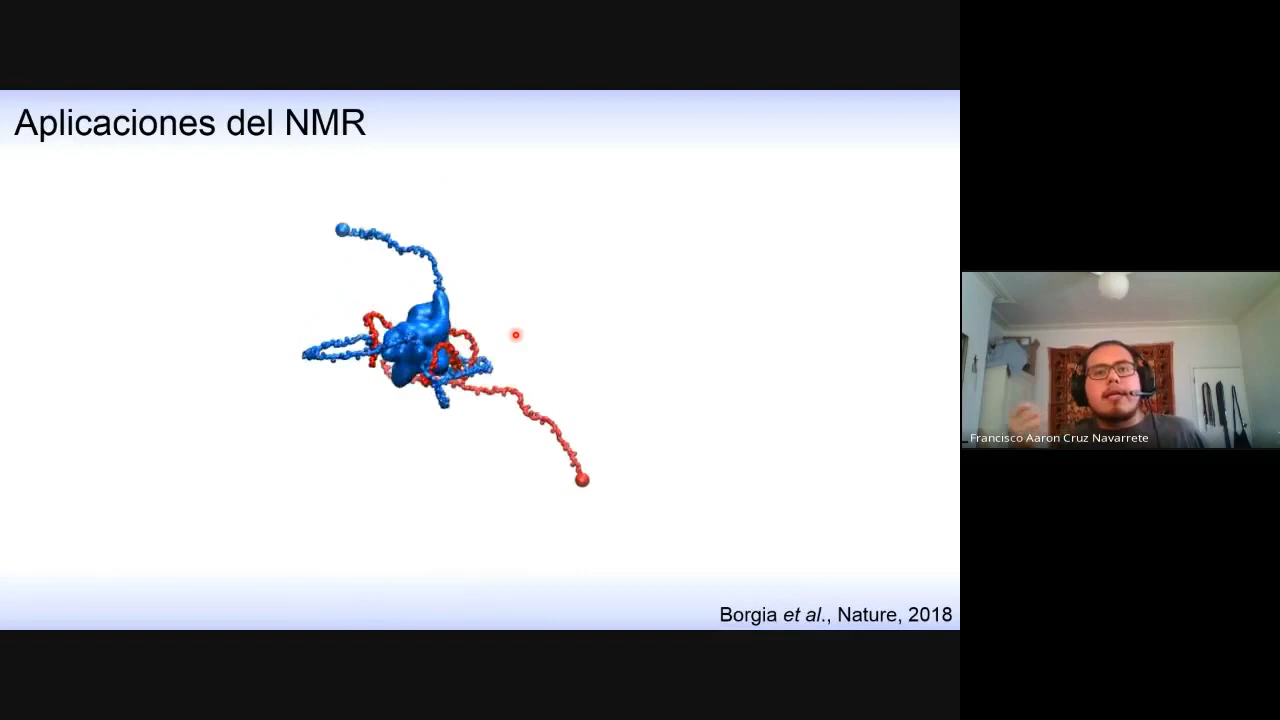 Aplicaciones del NMR
Francisco Aaron Cruz Navarrete
Borgia et al., Nature, 2018